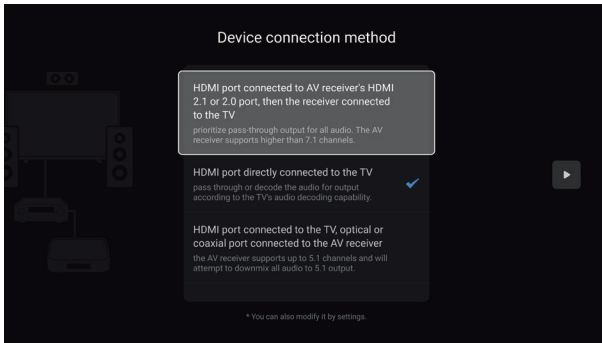 Device connection method
HDMI port connected to AV receiver's HDMI
2.1 or 2.0 port, then the receiver connected
to the TV
prioritize pass-through output for all audio. The AV
receiver supports higher than 7.1 channels.
HDMI port directly connected to the TV
pass through or decode the audio for output
according to the TV's audio decoding capability.
HDMI port connected to the TV, optical or
coaxial port connected to the AV receiver
the AV receiver supports up to 5.1 channels and will
attempt to downmix all audio to 5.1 output.
* You can also modify it by settings.